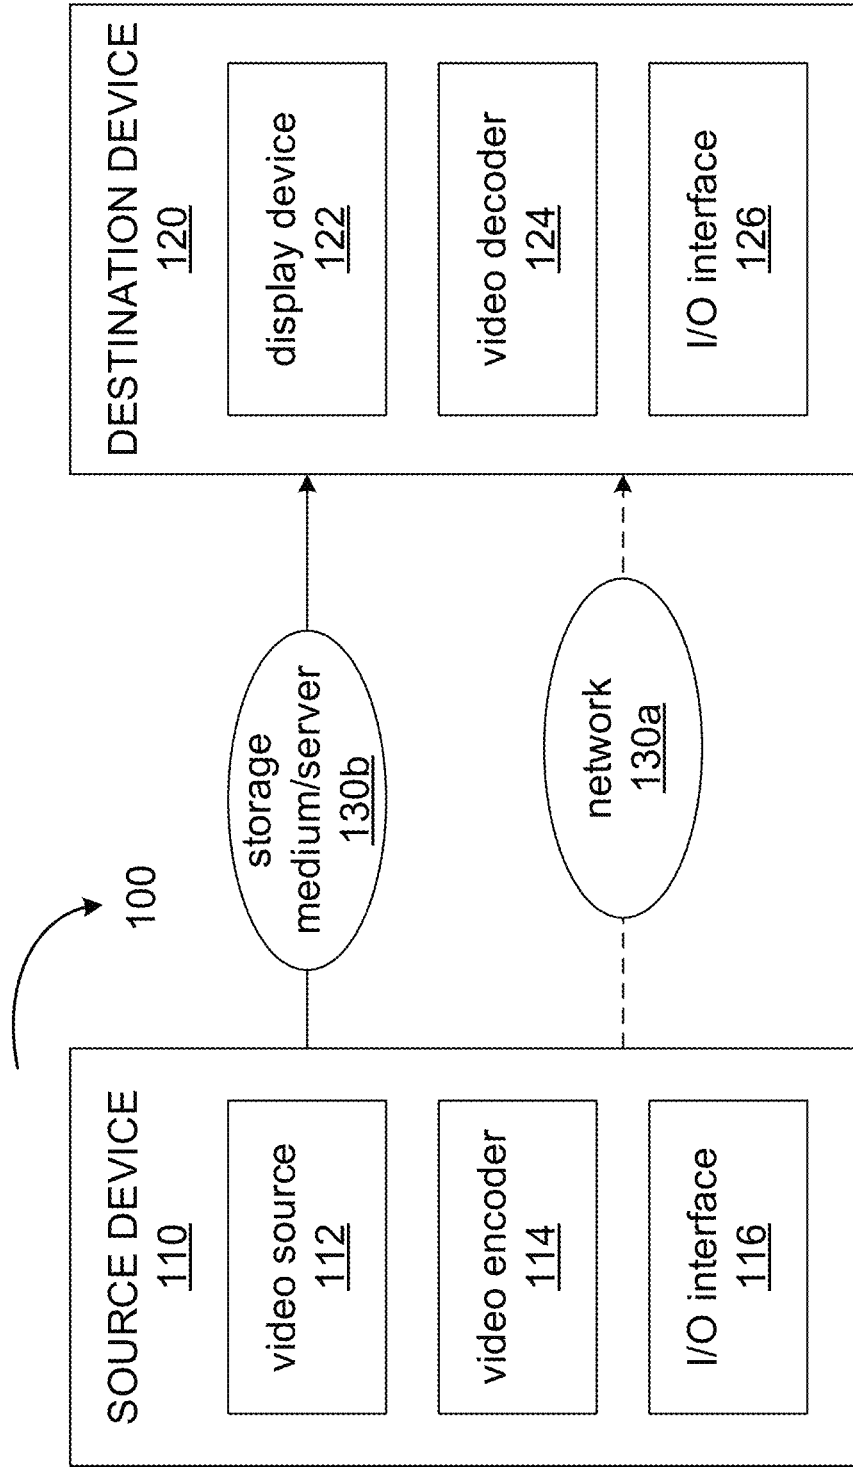 100
SOURCE DEVICE
110
video source
112
video encoder
114
I/O interface
116
storage
medium/server
130b
network
130a
DESTINATION DEVICE
120
display device
122
video decoder
124
I/O interface
126